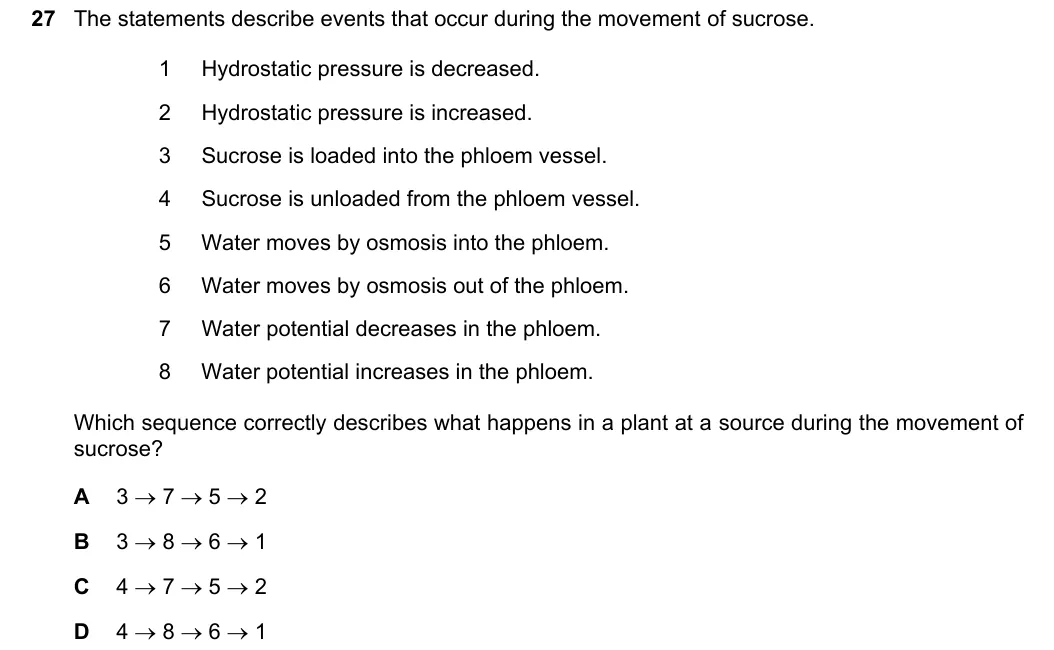 27 The statements describe events that occur during the movement of sucrose.
1 Hydrostatic pressure is decreased.
2 Hydrostatic pressure is increased.
3 Sucrose is loaded into the phloem vessel.
4 Sucrose is unloaded from the phloem vessel.
5 Water moves by osmosis into the phloem.
6 Water moves by osmosis out of the phloem.
7 Water potential decreases in the phloem.
8 Water potential increases in the phloem.
Which sequence correctly describes what happens in a plant at a source during the movement of
sucrose?
A 3 → 7 → 5 → 2
B 3 → 8 → 6 → 1
C 4 → 7 → 5 → 2
D 4 → 8 → 6 → 1